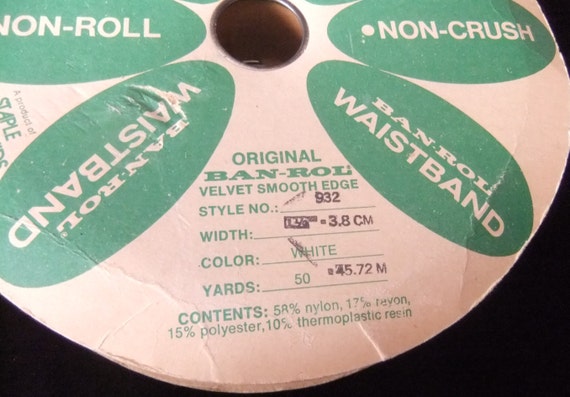 NON-ROLL
• NON-CRUSH
A product of
STAPLE
BAN-ROL®
WAISTBAND
BAN-ROL®
WAISTBAND
ORIGINAL
BAN-ROL®
VELVET SMOOTH EDGE
STYLE NO.: 932
WIDTH: 1½" = 3.8 CM
COLOR: WHITE
YARDS: 50 = 45.72 M
CONTENTS: 58% nylon, 17% rayon,
15% polyester, 10% thermoplastic resin